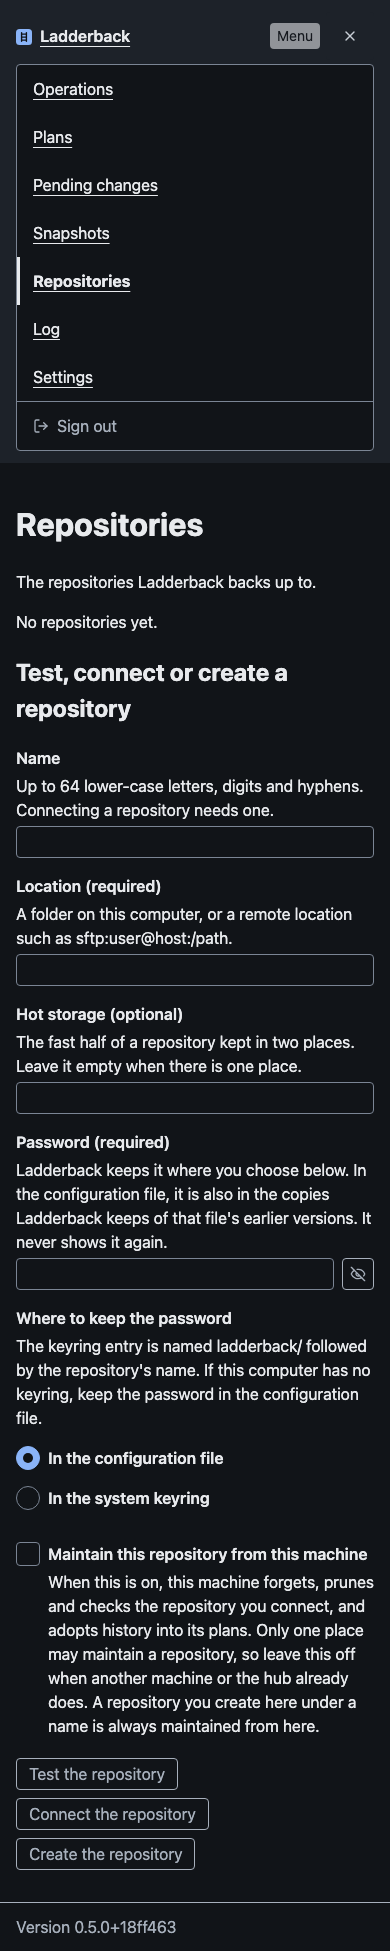 Ladderback
Menu
Operations
Plans
Pending changes
Snapshots
Repositories
Log
Settings
Sign out
Repositories
The repositories Ladderback backs up to.
No repositories yet.
Test, connect or create a
repository
Name
Up to 64 lower-case letters, digits and hyphens.
Connecting a repository needs one.
Location (required)
A folder on this computer, or a remote location
such as sftp:user@host:/path.
Hot storage (optional)
The fast half of a repository kept in two places.
Leave it empty when there is one place.
Password (required)
Ladderback keeps it where you choose below. In
the configuration file, it is also in the copies
Ladderback keeps of that file's earlier versions. It
never shows it again.
Where to keep the password
The keyring entry is named ladderback/ followed
by the repository's name. If this computer has no
keyring, keep the password in the configuration
file.
In the configuration file
In the system keyring
Maintain this repository from this machine
When this is on, this machine forgets, prunes
and checks the repository you connect, and
adopts history into its plans. Only one place
may maintain a repository, so leave this off
when another machine or the hub already
does. A repository you create here under a
name is always maintained from here.
Test the repository
Connect the repository
Create the repository
Version 0.5.0+18ff463